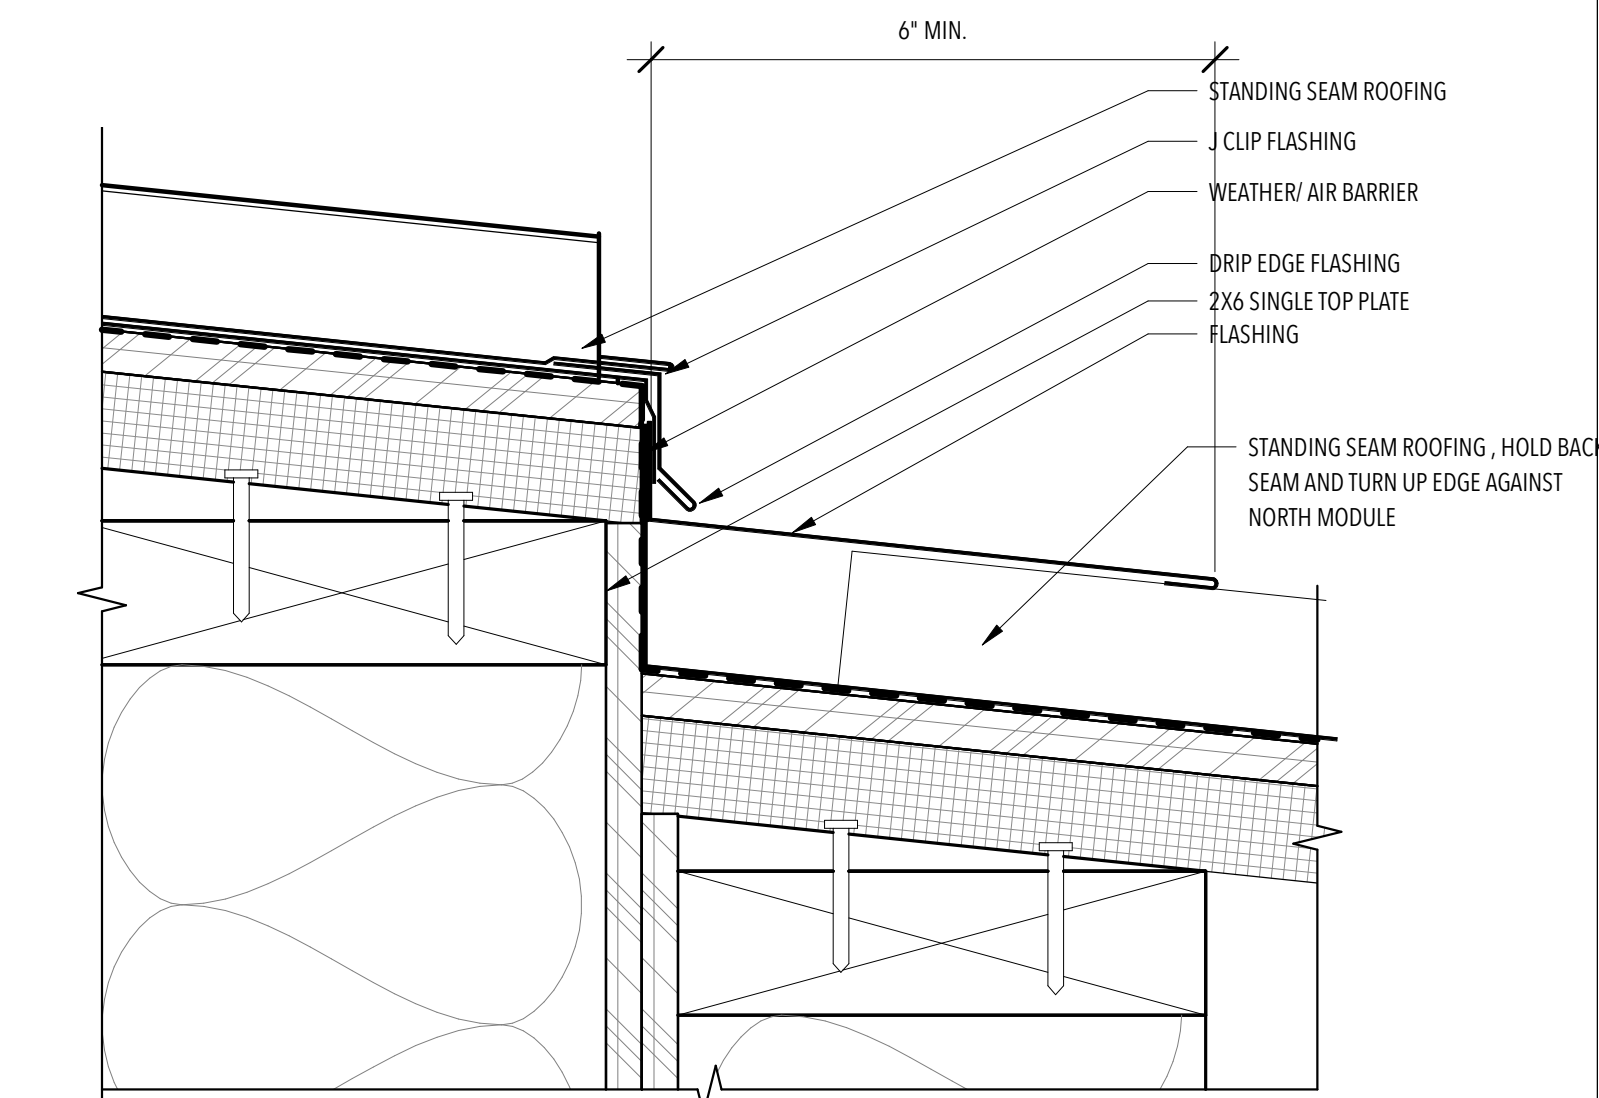 6" MIN.
STANDING SEAM ROOFING
J CLIP FLASHING
WEATHER/ AIR BARRIER
DRIP EDGE FLASHING
2X6 SINGLE TOP PLATE
FLASHING
STANDING SEAM ROOFING , HOLD BACK
SEAM AND TURN UP EDGE AGAINST
NORTH MODULE